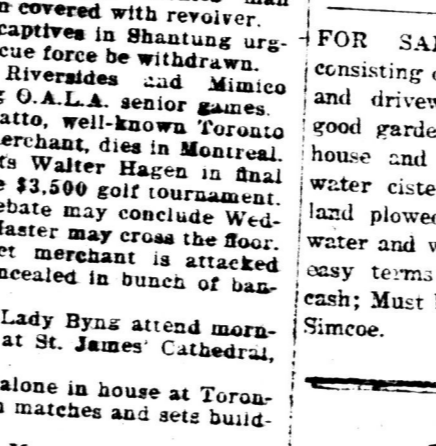 covered with revolver.
captives in Shantung urg-
cue force be withdrawn.
Riversides and Mimico
O.A.L.A. senior games.
atto, well-known Toronto
erchant, dies in Montreal.
ts Walter Hagen in final
e $3,500 golf tournament.
ebate may conclude Wed-
aster may cross the floor.
et merchant is attacked
ncealed in bunch of ban-
Lady Byng attend morn-
at St. James' Cathedral,
alone in house at Toron-
matches and sets build-
FOR SA
consisting
and drivew
good garde
house and
water ciste
land plowed
water and w
easy terms
cash; Must
Simcoe.